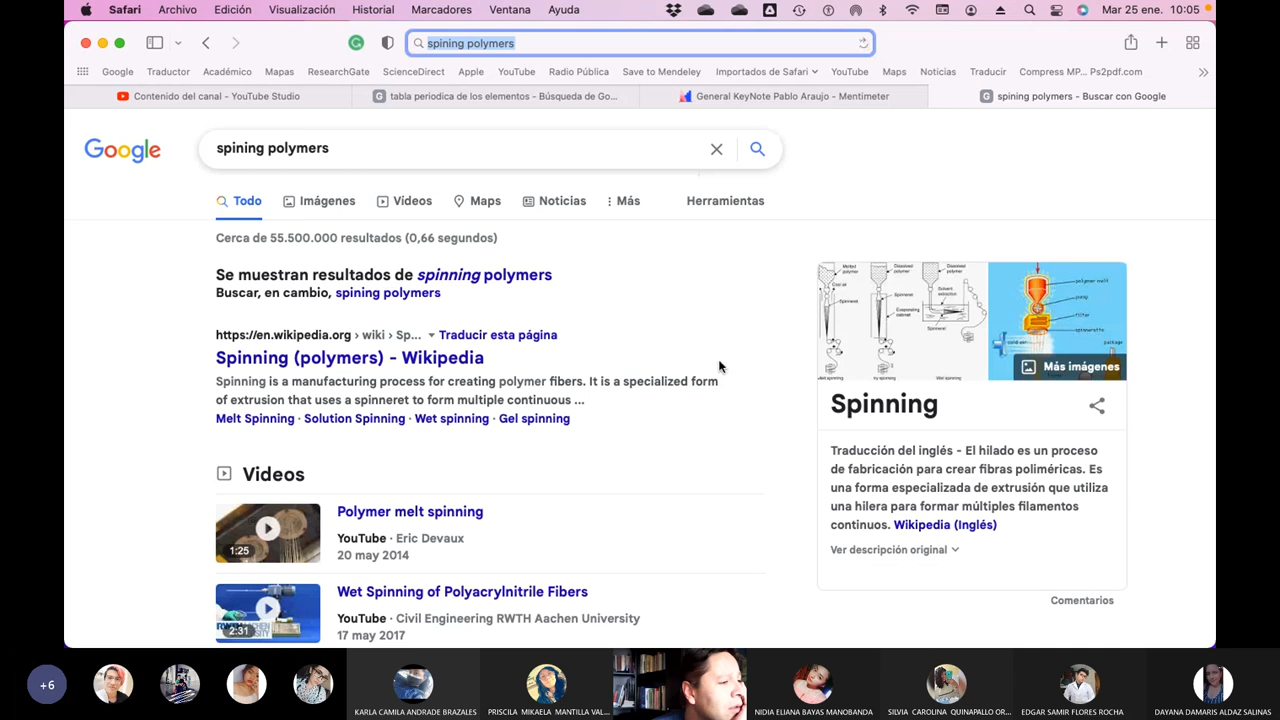 Safari Archivo Edición Visualización Historial Marcadores Ventana Ayuda Mar 25 ene. 10:05
spining polymers
Google Traductor Académico Mapas ResearchGate ScienceDirect Apple YouTube Radio Pública Save to Mendeley Importados de Safari YouTube Maps Noticias Traducir Compress MP... Ps2pdf.com
Contenido del canal - YouTube Studio tabla periodica de los elementos - Búsqueda de Go... General KeyNote Pablo Araujo - Mentimeter spining polymers - Buscar con Google
Google spining polymers
Todo Imágenes Vídeos Maps Noticias Más Herramientas
Cerca de 55.500.000 resultados (0,66 segundos)
Se muestran resultados de spinning polymers
Buscar, en cambio, spining polymers
https://en.wikipedia.org › wiki › Sp... Traducir esta página
Spinning (polymers) - Wikipedia
Spinning is a manufacturing process for creating polymer fibers. It is a specialized form
of extrusion that uses a spinneret to form multiple continuous ...
Melt Spinning · Solution Spinning · Wet spinning · Gel spinning
Videos
Polymer melt spinning
YouTube · Eric Devaux
20 may 2014
1:25
Wet Spinning of Polyacrylnitrile Fibers
YouTube · Civil Engineering RWTH Aachen University
17 may 2017
2:31
Más imágenes
Spinning
Traducción del inglés - El hilado es un proceso
de fabricación para crear fibras poliméricas. Es
una forma especializada de extrusión que utiliza
una hilera para formar múltiples filamentos
continuos. Wikipedia (Inglés)
Ver descripción original
Comentarios
+6
KARLA CAMILA ANDRADE BRAZALES
PRISCILA MIKAELA MANTILLA VAL...
NIDIA ELIANA BAYAS MANOBANDA
SILVIA CAROLINA QUINAPALLO OR...
EDGAR SAMIR FLORES ROCHA
DAYANA DAMARIS ALDAZ SALINAS